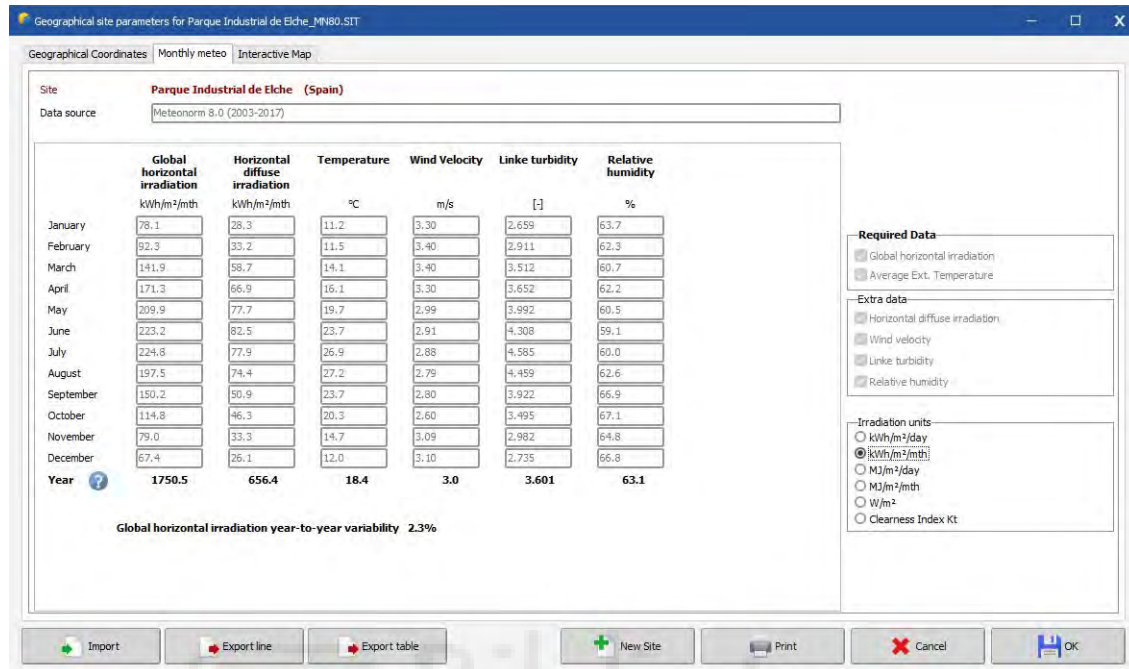 Geographical site parameters for Parque Industrial de Elche_MN80.SIT
Geographical Coordinates Monthly meteo Interactive Map
Site Parque Industrial de Elche (Spain)
Data source Meteonorm 8.0 (2003-2017)
Global horizontal irradiation Horizontal diffuse irradiation Temperature Wind Velocity Linke turbidity Relative humidity
kWh/m²/mth kWh/m²/mth °C m/s [-] %
January 78.1 28.3 11.2 3.30 2.659 63.7
February 92.3 33.2 11.5 3.40 2.911 62.3
March 141.9 58.7 14.1 3.40 3.512 60.7
April 171.3 66.9 16.1 3.30 3.652 62.2
May 209.9 77.7 19.7 2.99 3.992 60.5
June 223.2 82.5 23.7 2.91 4.308 59.1
July 224.8 77.9 26.9 2.88 4.585 60.0
August 197.5 74.4 27.2 2.79 4.459 62.6
September 150.2 50.9 23.7 2.80 3.922 66.9
October 114.8 46.3 20.3 2.60 3.495 67.1
November 79.0 33.3 14.7 3.09 2.982 64.8
December 67.4 26.1 12.0 3.10 2.735 66.8
Year ? 1750.5 656.4 18.4 3.0 3.601 63.1
Global horizontal irradiation year-to-year variability 2.3%
Required Data
Global horizontal irradiation
Average Ext. Temperature
Extra data
Horizontal diffuse irradiation
Wind velocity
Linke turbidity
Relative humidity
Irradiation units
kWh/m²/day
kWh/m²/mth
MJ/m²/day
MJ/m²/mth
W/m²
Clearness Index Kt
Import Export line Export table New Site Print Cancel OK